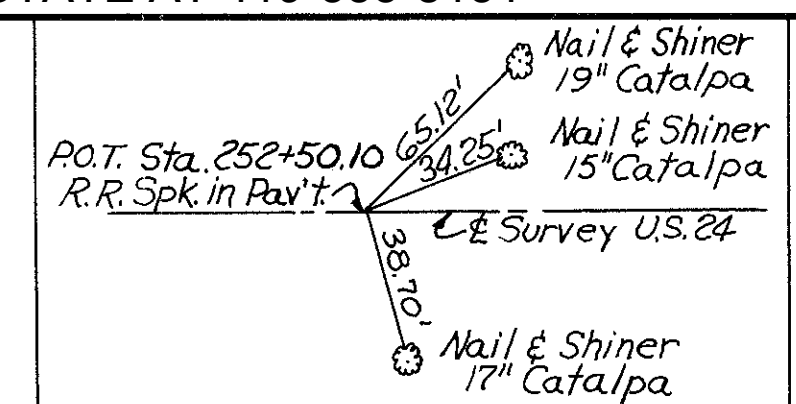 Nail & Shiner
19" Catalpa
65.12'
P.O.T. Sta. 252+50.10
R.R. Spk. in Pav't.
34.25'
Nail & Shiner
15" Catalpa
℄ Survey U.S. 24
38.70'
Nail & Shiner
17" Catalpa